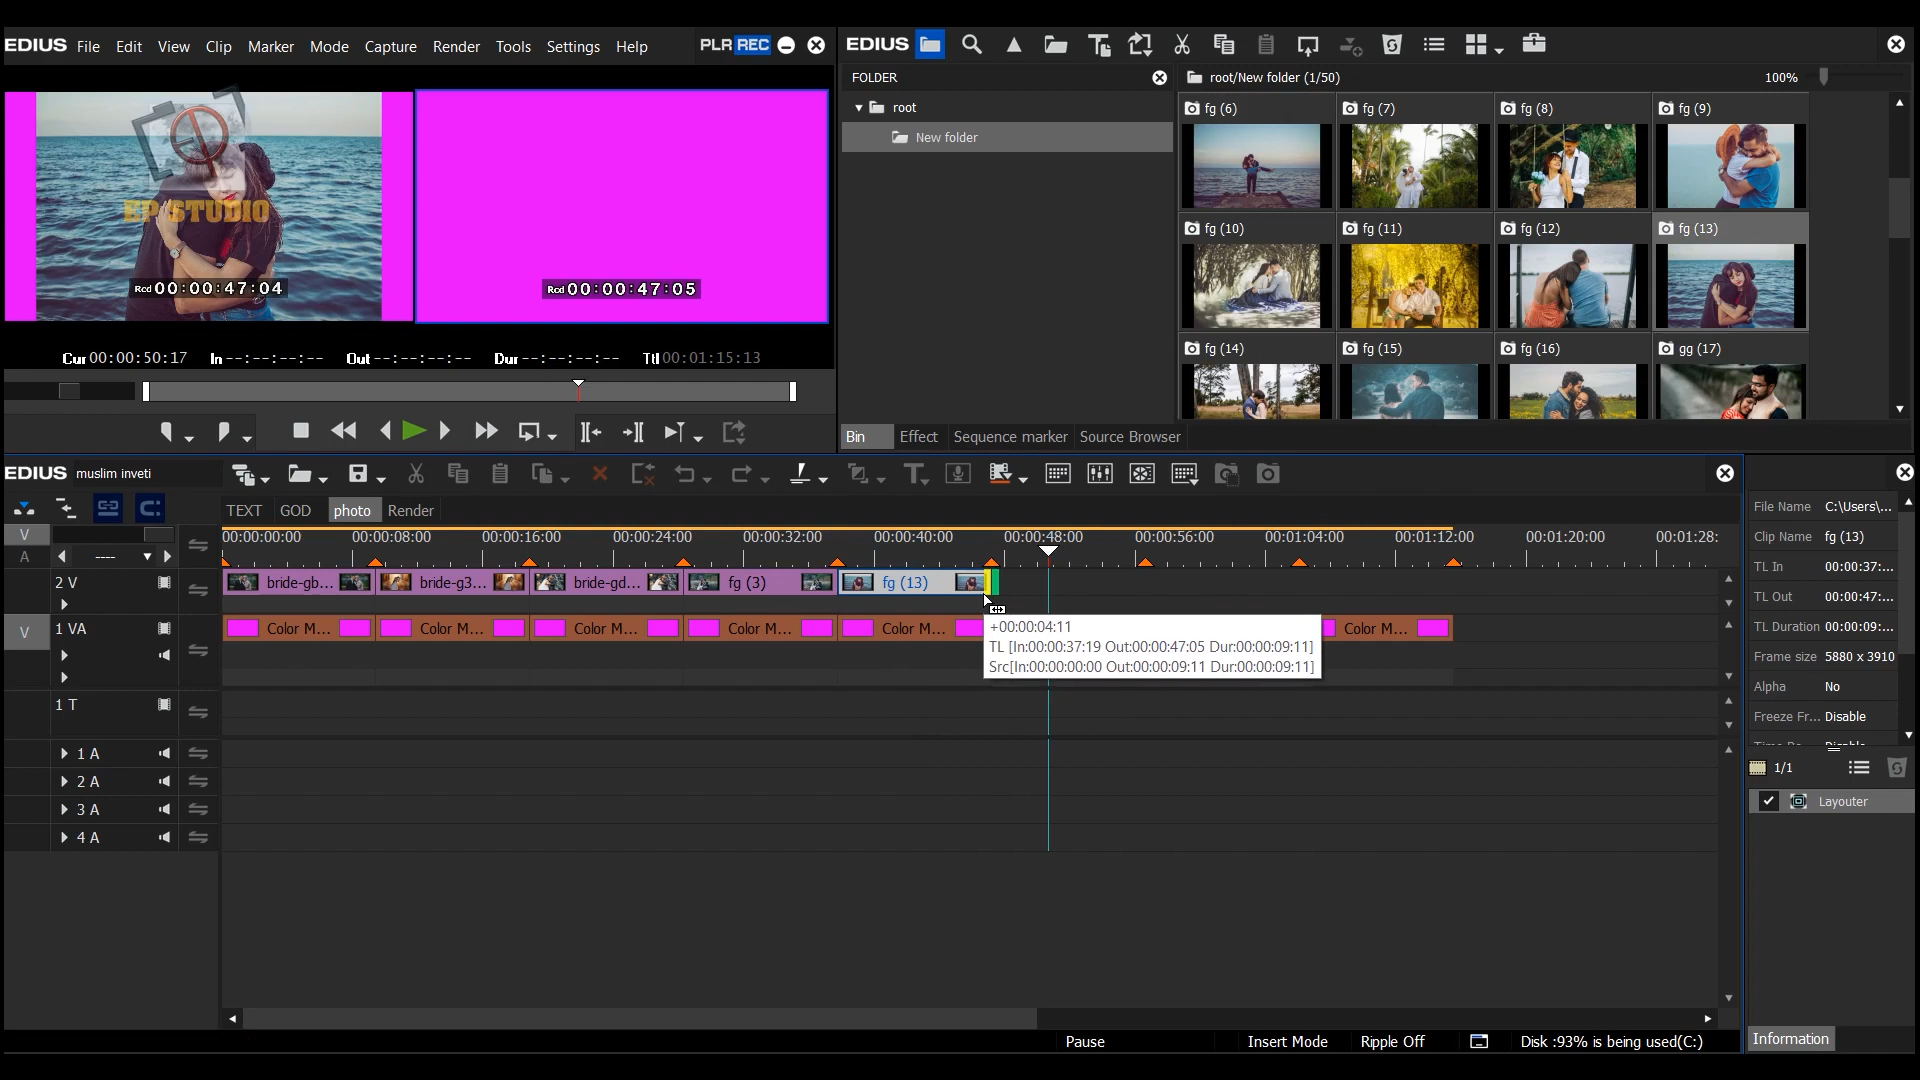 EDIUS File Edit View Clip Marker Mode Capture Render Tools Settings Help PLR REC
EP STUDIO
Rcd 00:00:47:04
Rcd 00:00:47:05
Cur 00:00:50:17 In --:--:--:-- Out --:--:--:-- Dur --:--:--:-- Ttl 00:01:15:13
EDIUS
FOLDER
root
New folder
root/New folder (1/50) 100%
fg (6) fg (7) fg (8) fg (9)
fg (10) fg (11) fg (12) fg (13)
fg (14) fg (15) fg (16) gg (17)
Bin Effect Sequence marker Source Browser
EDIUS muslim inveti
TEXT GOD photo Render
V
A ----
00:00:00:00 00:00:08:00 00:00:16:00 00:00:24:00 00:00:32:00 00:00:40:00 00:00:48:00 00:00:56:00 00:01:04:00 00:01:12:00 00:01:20:00 00:01:28:
2 V bride-gb... bride-g3... bride-gd... fg (3) fg (13)
V 1 VA Color M... Color M... Color M... Color M... Color M... Color M...
+00:00:04:11
TL [In:00:00:37:19 Out:00:00:47:05 Dur:00:00:09:11]
Src[In:00:00:00:00 Out:00:00:09:11 Dur:00:00:09:11]
1 T
1 A
2 A
3 A
4 A
File Name C:\Users\...
Clip Name fg (13)
TL In 00:00:37:...
TL Out 00:00:47:...
TL Duration 00:00:09:...
Frame size 5880 x 3910
Alpha No
Freeze Fr... Disable
1/1
Layouter
Information
Pause Insert Mode Ripple Off Disk :93% is being used(C:)